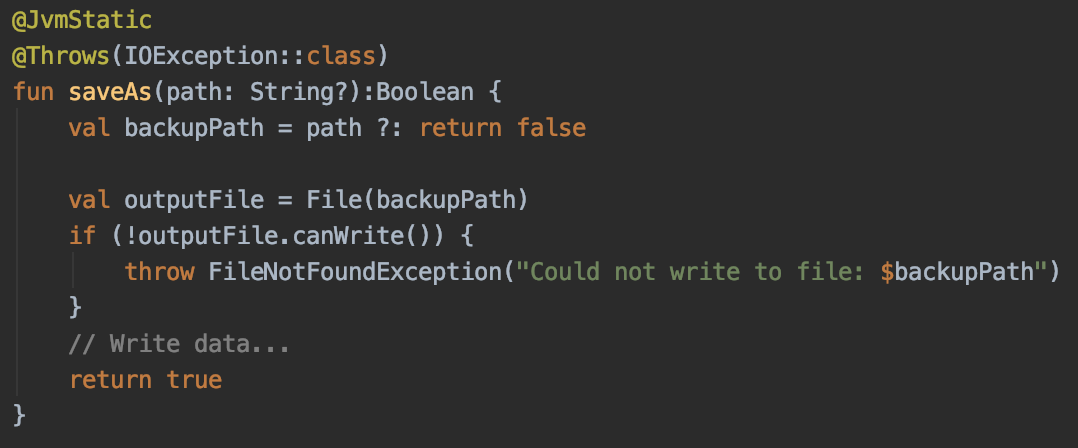 @JvmStatic
@Throws(IOException::class)
fun saveAs(path: String?):Boolean {
    val backupPath = path ?: return false

    val outputFile = File(backupPath)
    if (!outputFile.canWrite()) {
        throw FileNotFoundException("Could not write to file: $backupPath")
    }
    // Write data...
    return true
}